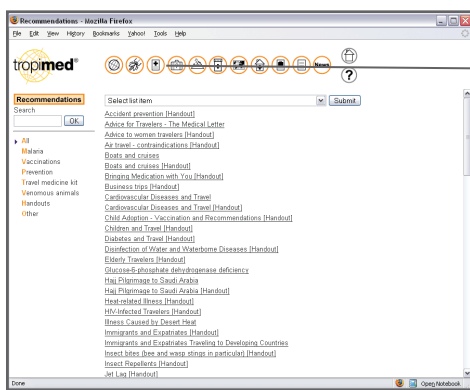 Recommendations - Mozilla Firefox
File Edit View History Bookmarks Yahoo! Tools Help
tropimed®
News
?
Recommendations
Search
OK
Select list item
Submit
All
Malaria
Vaccinations
Prevention
Travel medicine kit
Venomous animals
Handouts
Other
Accident prevention [Handout]
Advice for Travelers - The Medical Letter
Advice to women travelers [Handout]
Air travel - contraindications [Handout]
Boats and cruises
Boats and cruises [Handout]
Bringing Medication with You [Handout]
Business trips [Handout]
Cardiovascular Diseases and Travel
Cardiovascular Diseases and Travel [Handout]
Child Adoption - Vaccination and Recommendations [Handout]
Children and Travel [Handout]
Diabetes and Travel [Handout]
Disinfection of Water and Waterborne Diseases [Handout]
Elderly Travelers [Handout]
Glucose-6-phosphate dehydrogenase deficiency
Hajj Pilgrimage to Saudi Arabia
Hajj Pilgrimage to Saudi Arabia [Handout]
Heat-related Illness [Handout]
HIV-Infected Travelers [Handout]
Illness Caused by Desert Heat
Immigrants and Expatriates [Handout]
Immigrants and Expatriates Traveling to Developing Countries
Insect bites (bee and wasp stings in particular) [Handout]
Insect Repellents [Handout]
Jet Lag [Handout]
Done
Open Notebook